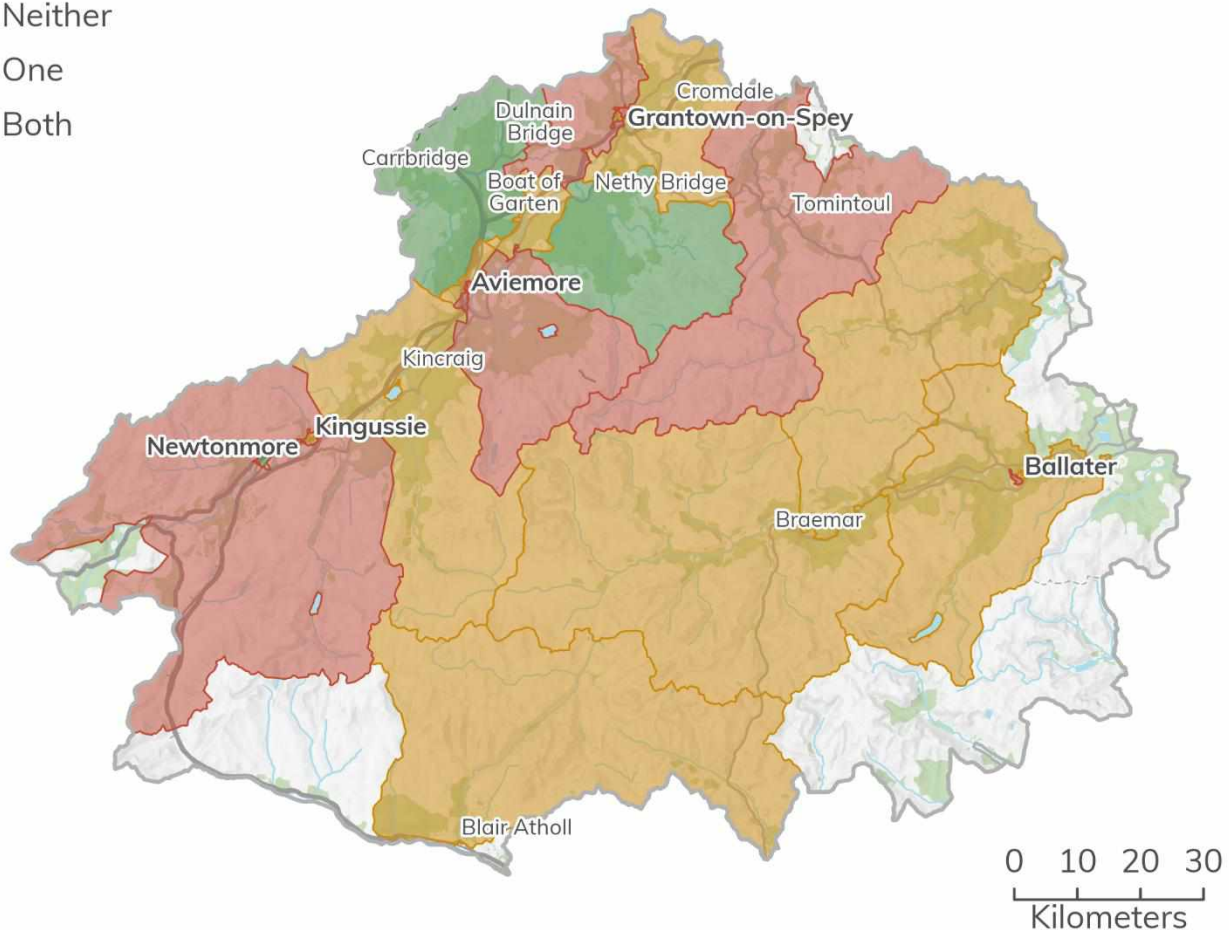 Neither
One
Both
Cromdale
Dulnain
Bridge
Grantown-on-Spey
Carrbridge
Boat of
Garten
Nethy Bridge
Tomintoul
Aviemore
Kincraig
Kingussie
Newtonmore
Ballater
Braemar
Blair Atholl
0 10 20 30
Kilometers